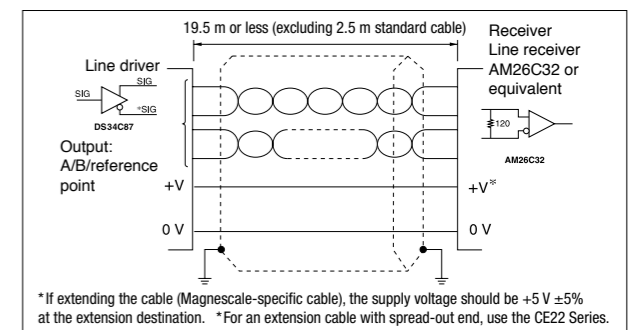 19.5 m or less (excluding 2.5 m standard cable)
Receiver
Line receiver
AM26C32 or
equivalent
Line driver
SIG
SIG
*SIG
DS34C87
120
AM26C32
Output:
A/B/reference
point
+V
+V*
0 V
0 V
*If extending the cable (Magnescale-specific cable), the supply voltage should be +5 V ±5%
at the extension destination. *For an extension cable with spread-out end, use the CE22 Series.